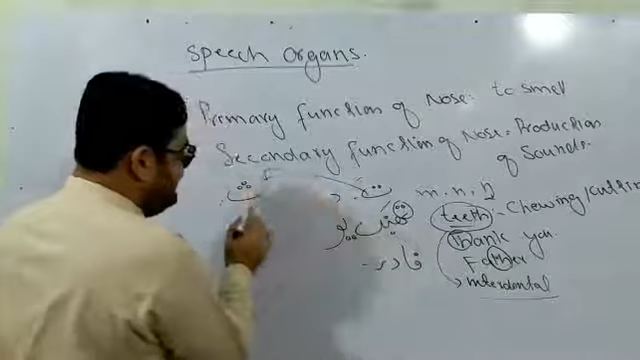 Speech Organs.
Primary function of Nose: to smell
Secondary function of Nose = Production
of Sounds.
ث ت m, n, ŋ
teeth - Chewing/Cutting
thank you.
Father
فادر
Interdental